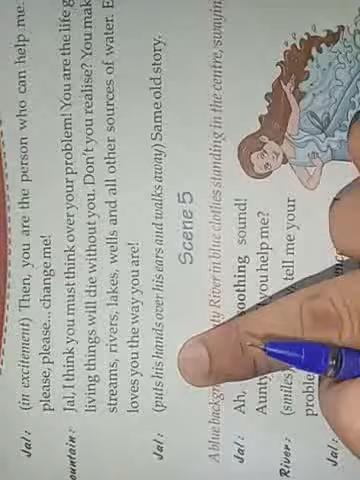 Jal: (in excitement) Then, you are the person who can help me.
please, please... change me!
ountain: Jal, I think you must think over your problem! You are the life g
living things will die without you. Don't you realise? You mak
streams, rivers, lakes, wells and all other sources of water. E
loves you the way you are!
Jal: (puts his hands over his ears and walks away) Same old story.
Scene 5
A blue backgr ty River in blue clothes standing in the centre, swayin
Jal: Ah, soothing sound!
Aunty you help me?
River: (smiles) tell me your
proble
Jal: